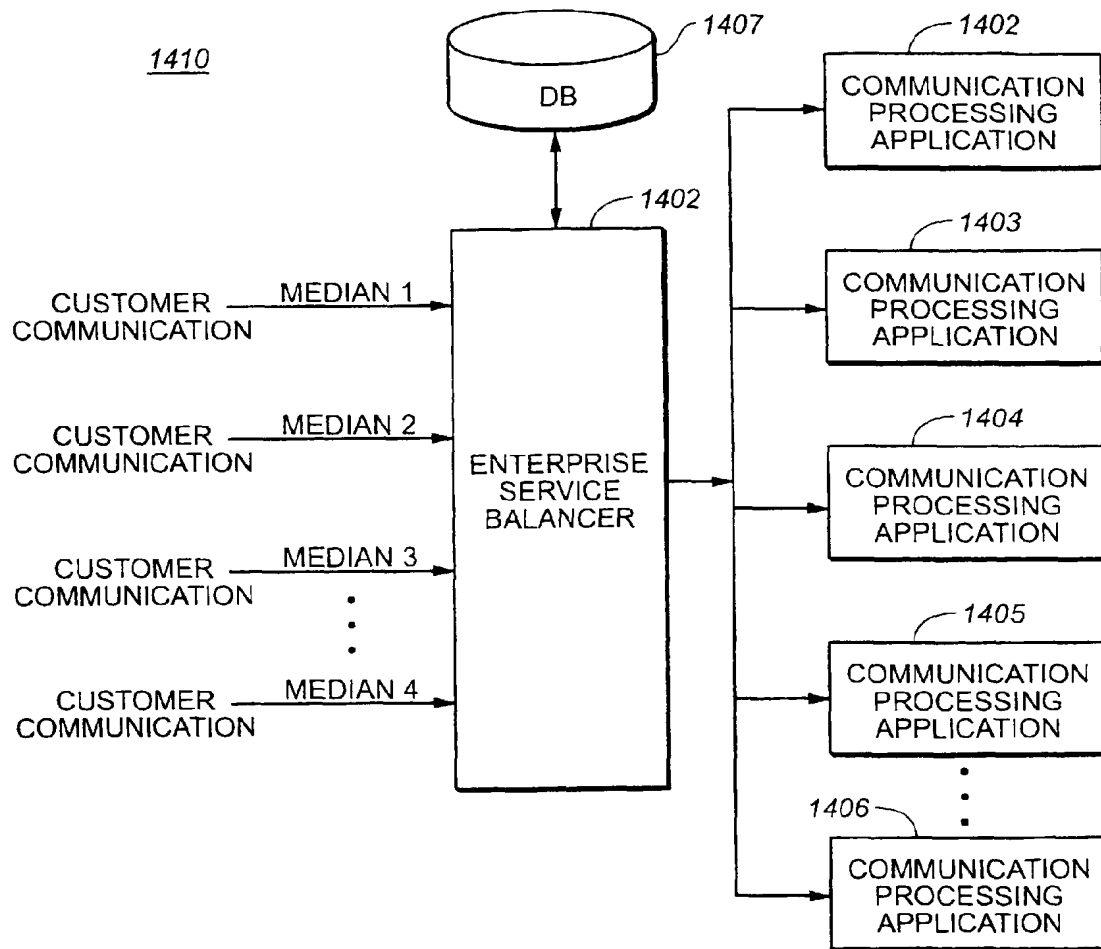 1410
1407
DB
1402
CUSTOMER
COMMUNICATION
MEDIAN 1
CUSTOMER
COMMUNICATION
MEDIAN 2
CUSTOMER
COMMUNICATION
MEDIAN 3
CUSTOMER
COMMUNICATION
MEDIAN 4
ENTERPRISE
SERVICE
BALANCER
1402
COMMUNICATION
PROCESSING
APPLICATION
1403
COMMUNICATION
PROCESSING
APPLICATION
1404
COMMUNICATION
PROCESSING
APPLICATION
1405
COMMUNICATION
PROCESSING
APPLICATION
1406
COMMUNICATION
PROCESSING
APPLICATION